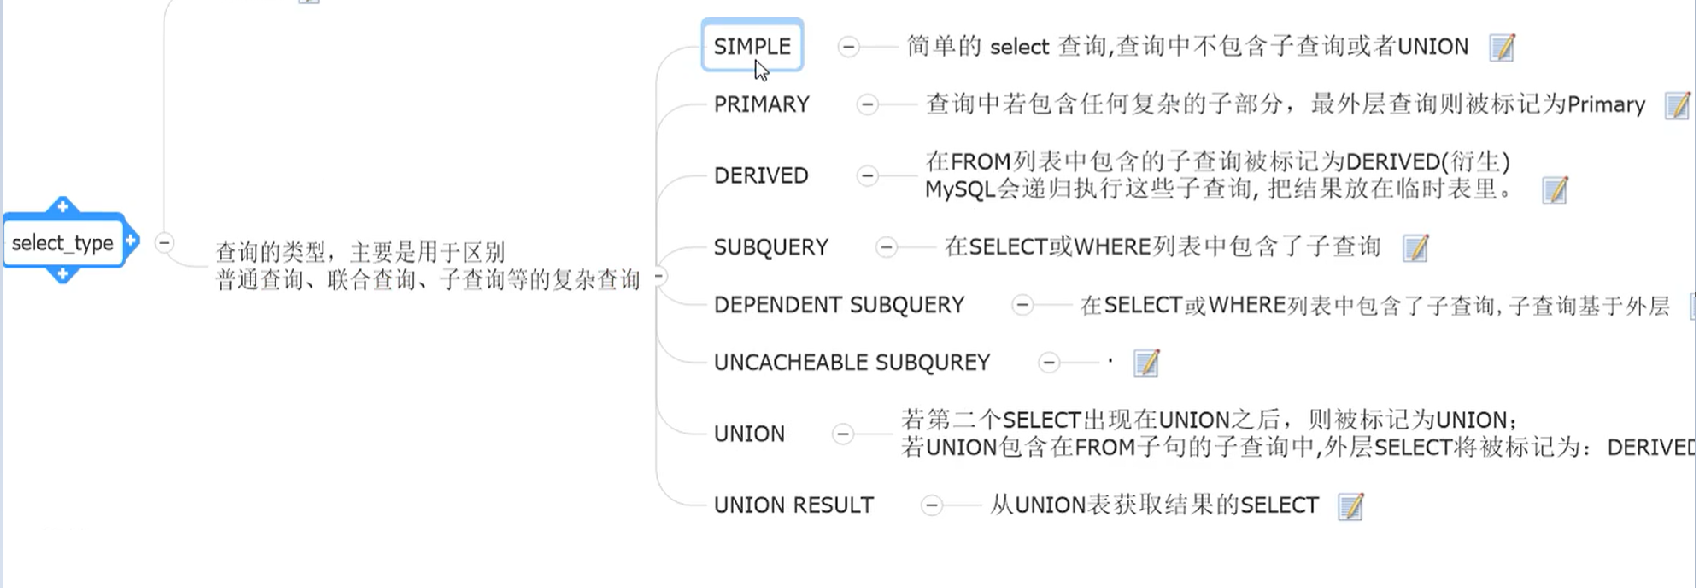 select_type
查询的类型，主要是用于区别
普通查询、联合查询、子查询等的复杂查询
SIMPLE
简单的 select 查询,查询中不包含子查询或者UNION
PRIMARY
查询中若包含任何复杂的子部分，最外层查询则被标记为Primary
DERIVED
在FROM列表中包含的子查询被标记为DERIVED(衍生)
MySQL会递归执行这些子查询, 把结果放在临时表里。
SUBQUERY
在SELECT或WHERE列表中包含了子查询
DEPENDENT SUBQUERY
在SELECT或WHERE列表中包含了子查询,子查询基于外层
UNCACHEABLE SUBQUREY
UNION
若第二个SELECT出现在UNION之后，则被标记为UNION；
若UNION包含在FROM子句的子查询中,外层SELECT将被标记为：DERIVED
UNION RESULT
从UNION表获取结果的SELECT